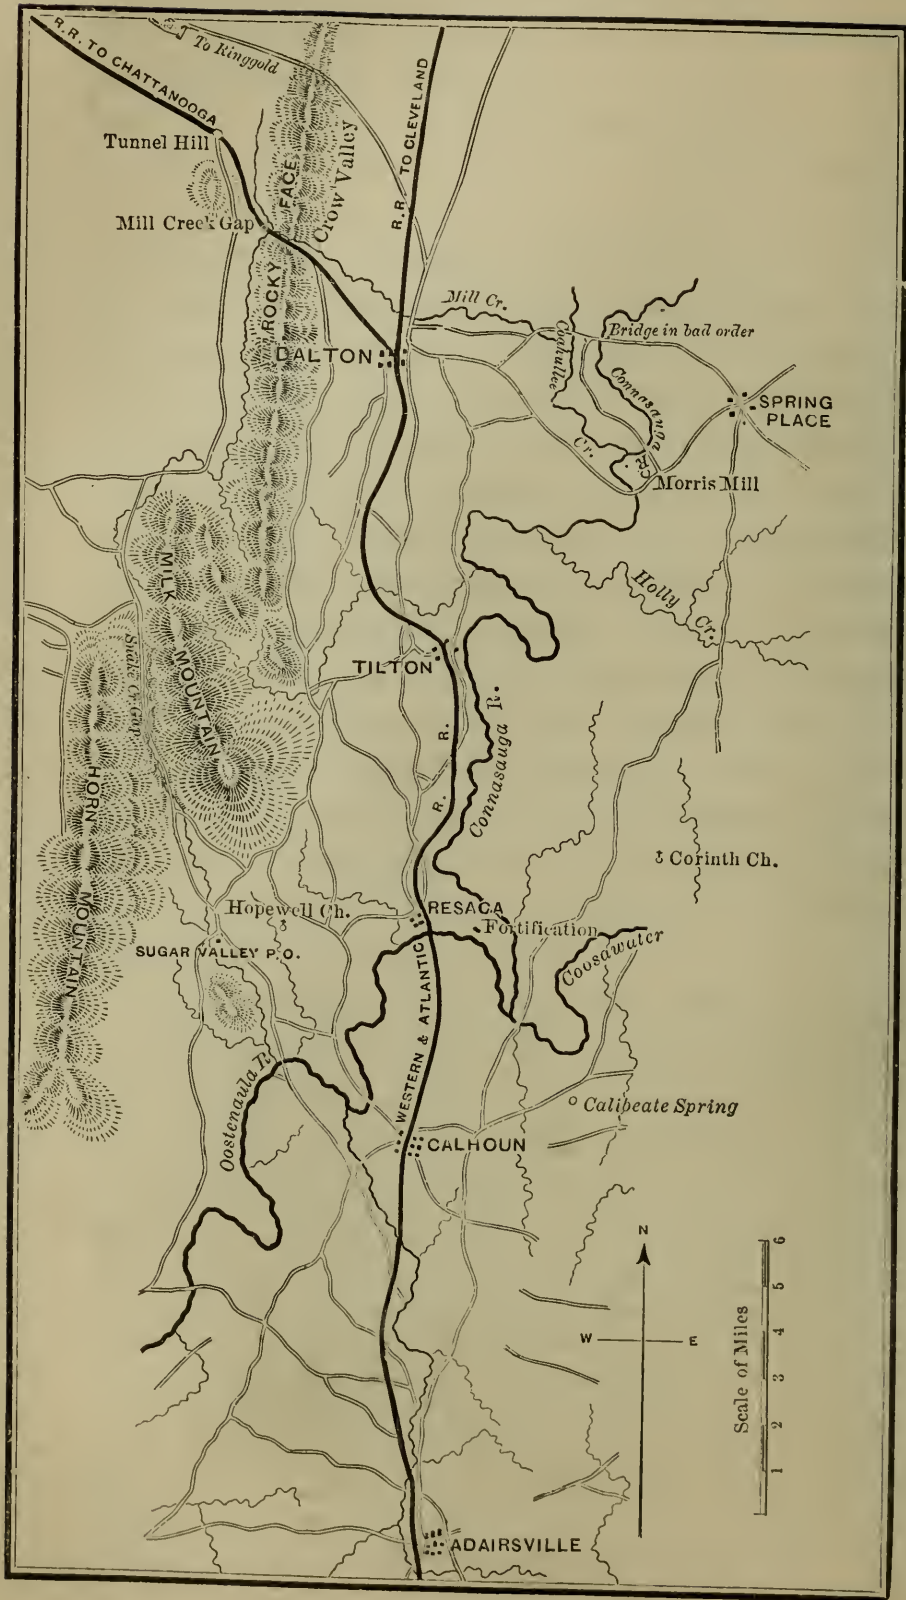 R.R. TO CHATTANOOGA
To Ringgold
R.R. TO CLEVELAND
Tunnel Hill
Crow Valley
ROCKY FACE
Mill Creek Gap
Mill Cr.
Bridge in bad order
DALTON
Coahullee
Cr.
Connasauga
SPRING
PLACE
Morris Mill
MILK MOUNTAIN
Holly Cr.
Snake Cr. Gap
TILTON
R. R.
Connasauga R.
HORN MOUNTAIN
Corinth Ch.
Hopewell Ch.
RESACA
Fortification
SUGAR VALLEY P.O.
Coosawater
WESTERN & ATLANTIC
Oostenaula R.
Calibeate Spring
CALHOUN
N
W
E
Scale of Miles
1 2 3 4 5 6
ADAIRSVILLE